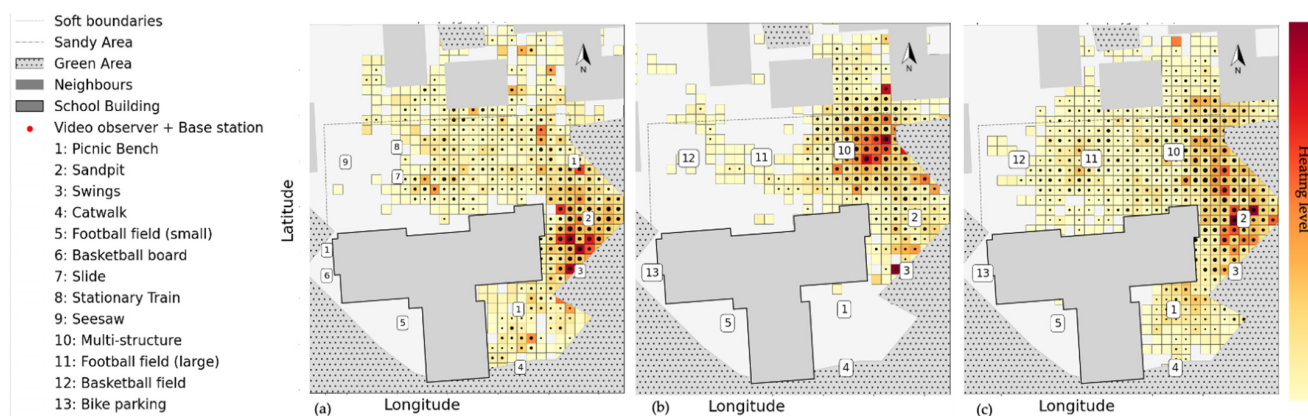 Soft boundaries
Sandy Area
Green Area
Neighbours
School Building
Video observer + Base station
1: Picnic Bench
2: Sandpit
3: Swings
4: Catwalk
5: Football field (small)
6: Basketball board
7: Slide
8: Stationary Train
9: Seesaw
10: Multi-structure
11: Football field (large)
12: Basketball field
13: Bike parking
Latitude
N
8
9
1
7
2
1
6
3
5
1
4
(a)
Longitude
N
12
11
10
2
13
3
5
1
4
(b)
Longitude
N
12
11
10
2
13
3
5
1
4
(c)
Longitude
Heating level